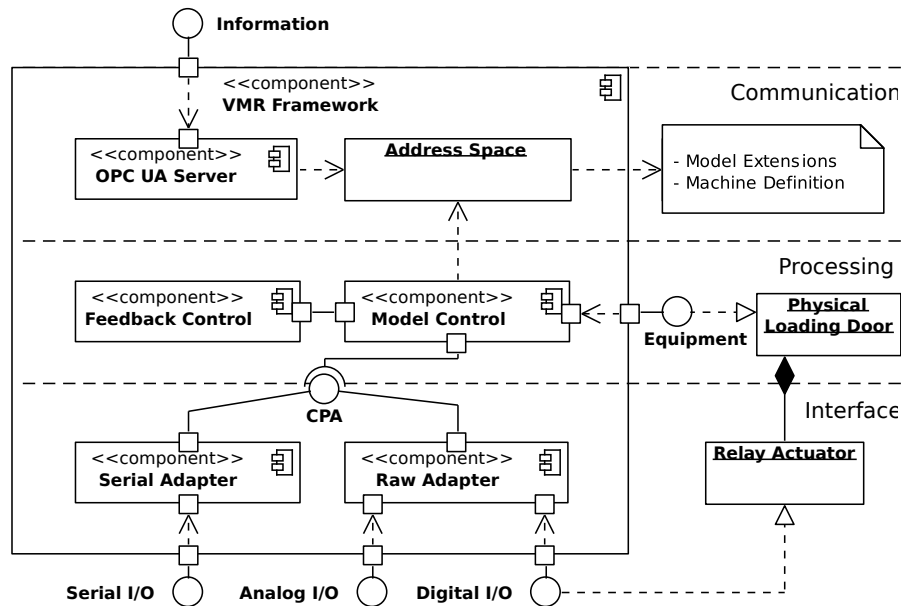 Information
<<component>>
VMR Framework
Communication
<<component>>
OPC UA Server
Address Space
- Model Extensions
- Machine Definition
Processing
<<component>>
Feedback Control
<<component>>
Model Control
Equipment
Physical
Loading Door
CPA
Interface
<<component>>
Serial Adapter
<<component>>
Raw Adapter
Relay Actuator
Serial I/O
Analog I/O
Digital I/O